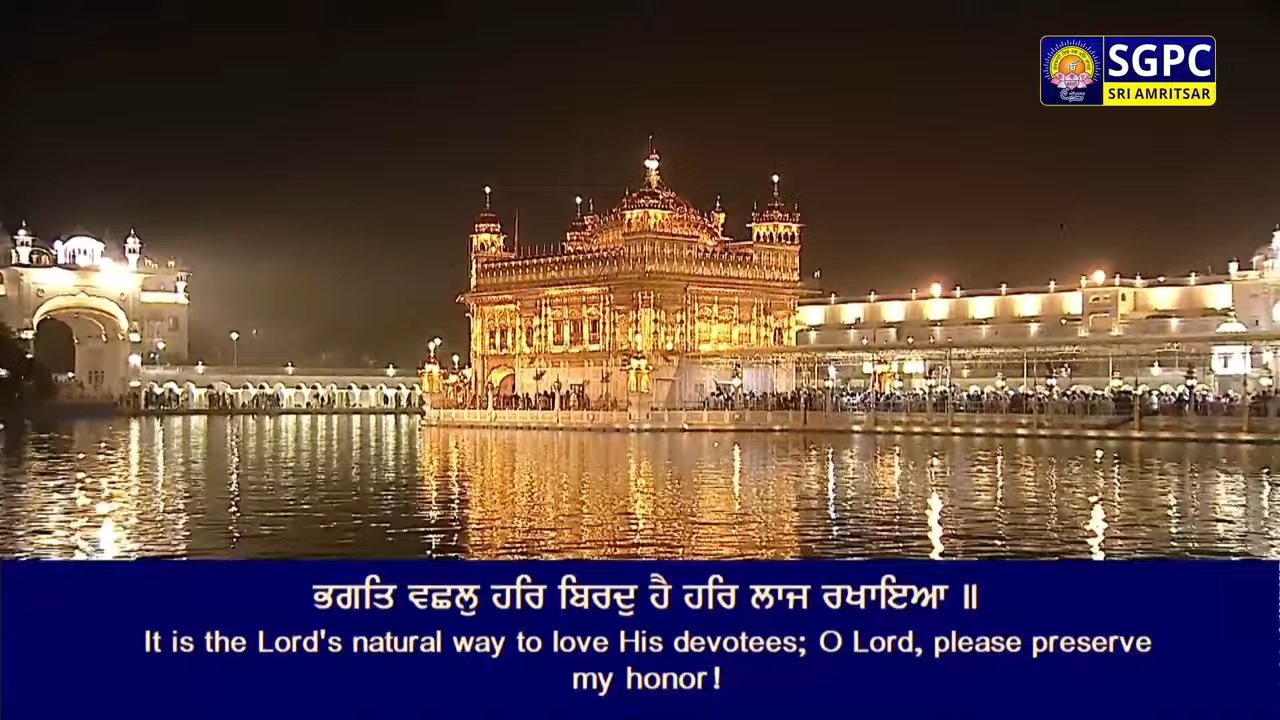 SGPC
SRI AMRITSAR
ਭਗਤਿ ਵਛਲੁ ਹਰਿ ਬਿਰਦੁ ਹੈ ਹਰਿ ਲਾਜ ਰਖਾਇਆ ॥
It is the Lord's natural way to love His devotees; O Lord, please preserve
my honor!